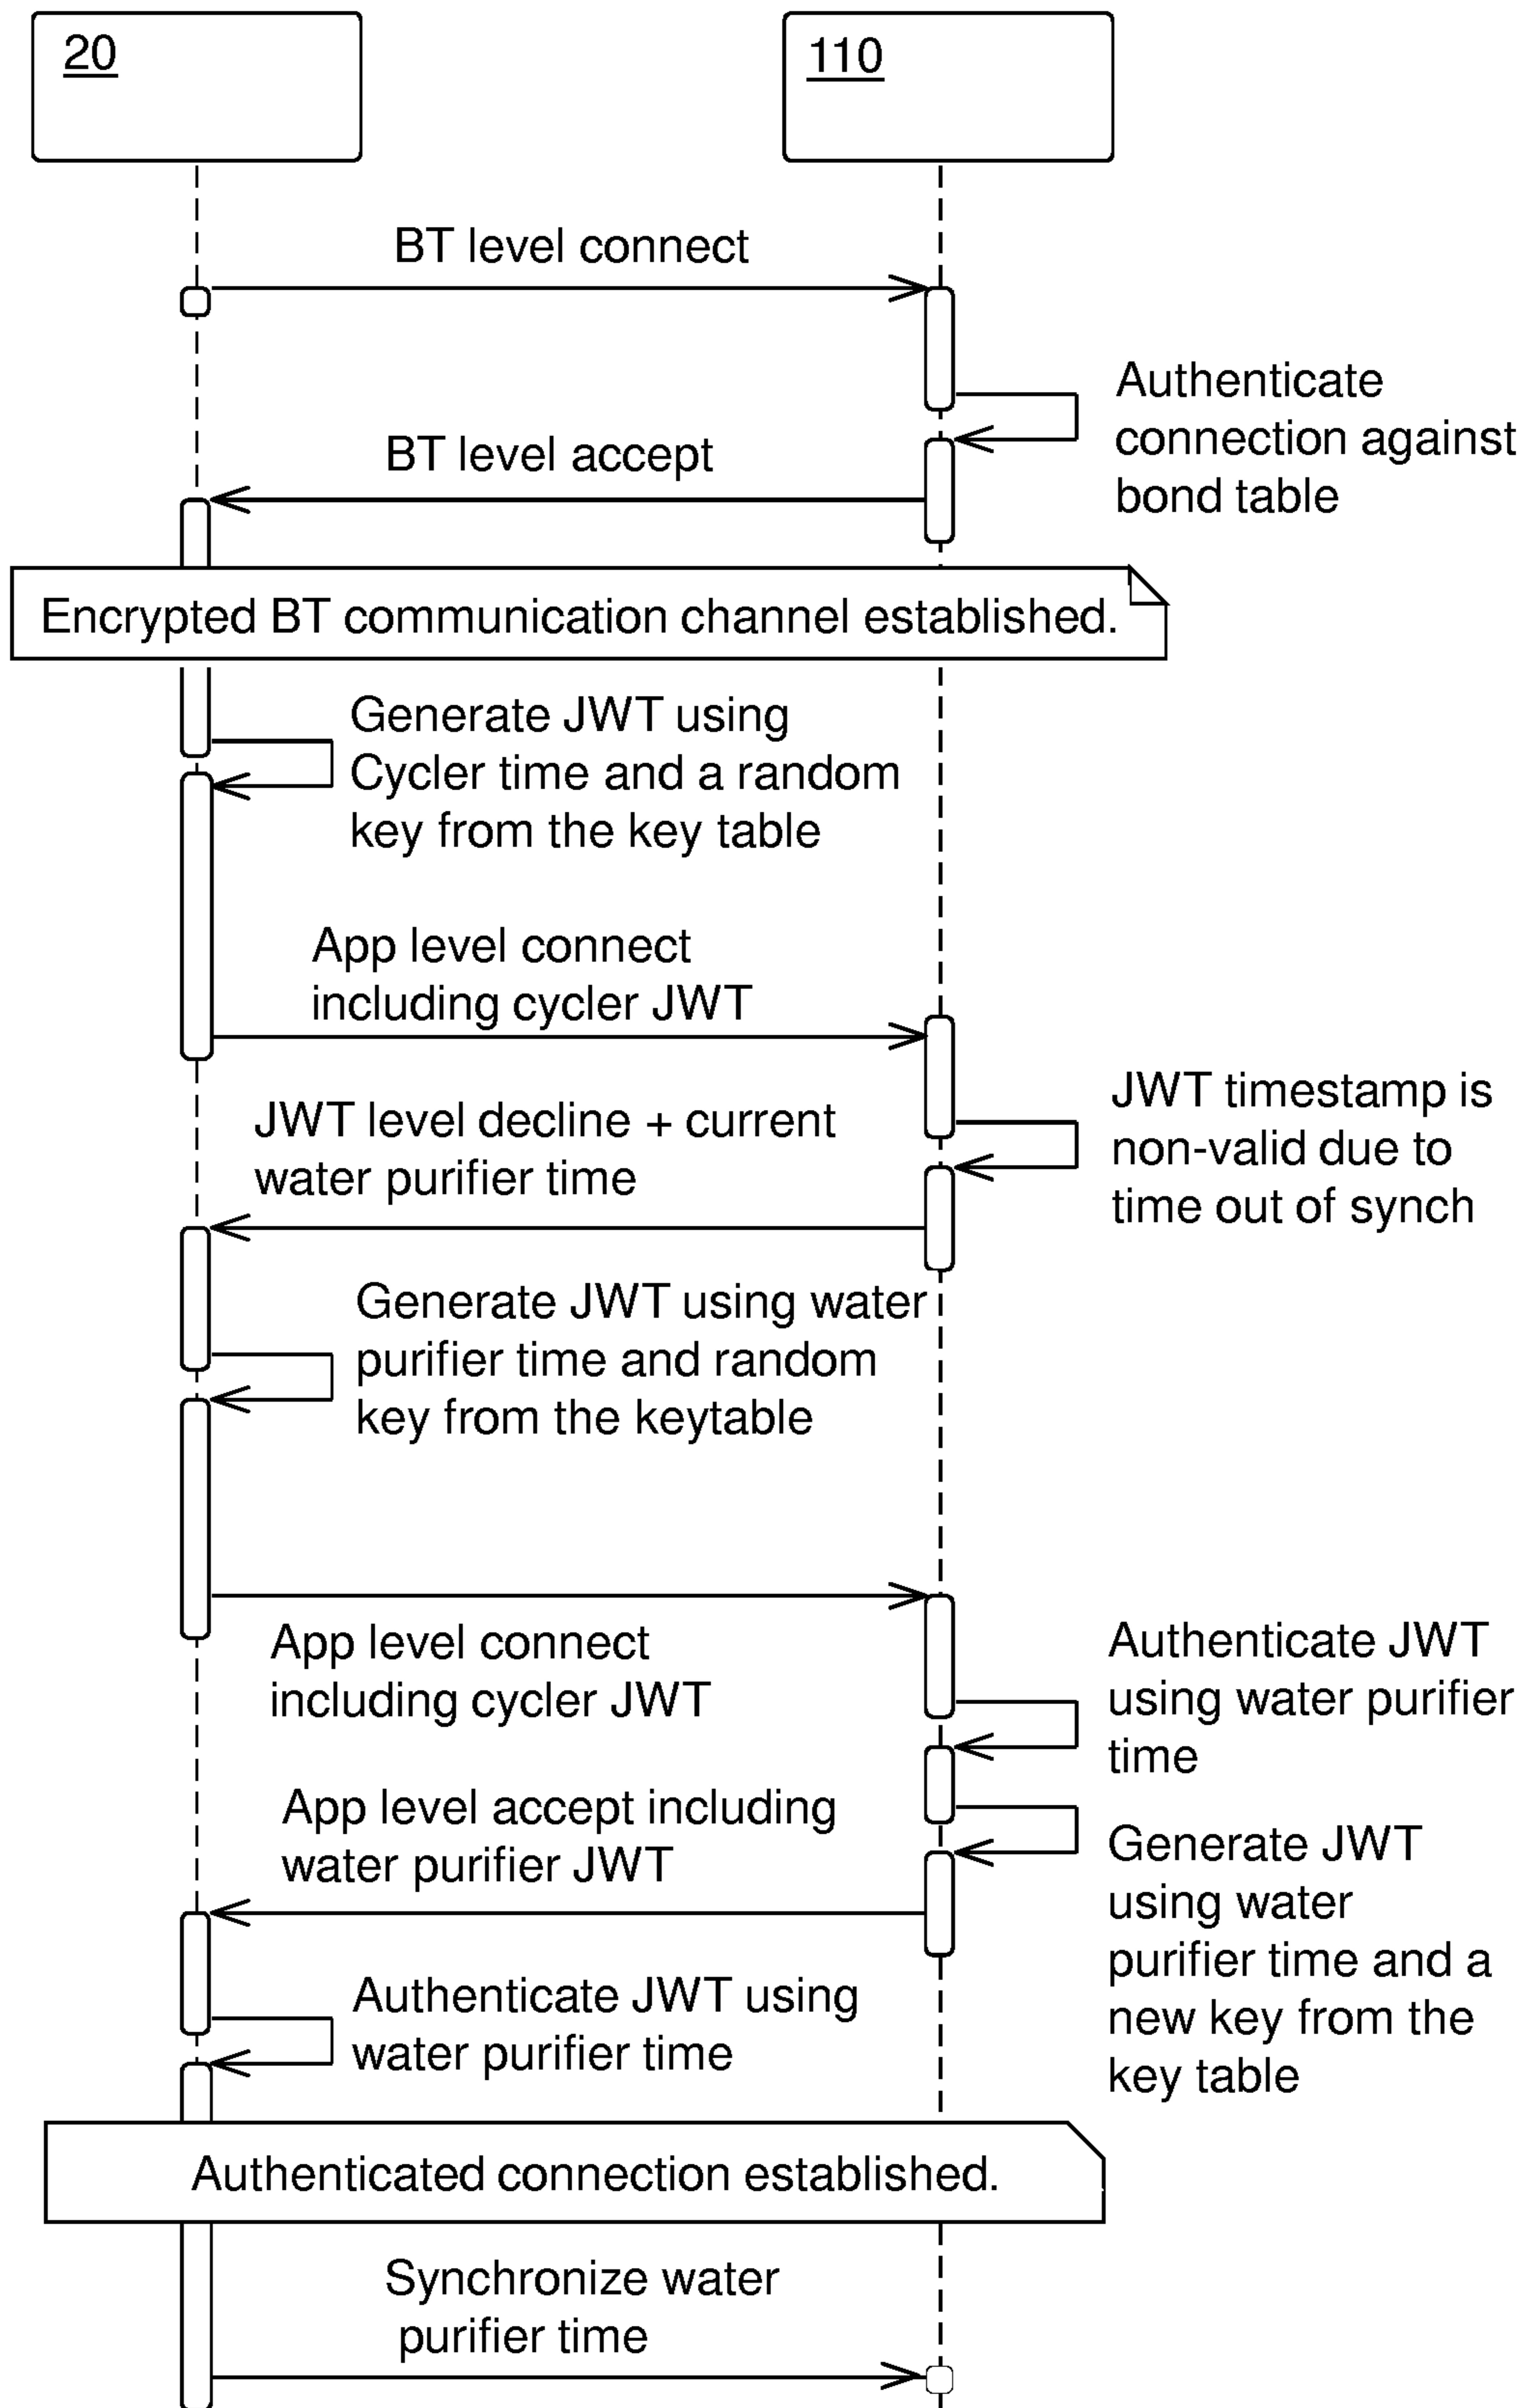 20
110
BT level connect
Authenticate
connection against
bond table
BT level accept
Encrypted BT communication channel established.
Generate JWT using
Cycler time and a random
key from the key table
App level connect
including cycler JWT
JWT timestamp is
non-valid due to
time out of synch
JWT level decline + current
water purifier time
Generate JWT using water
purifier time and random
key from the keytable
App level connect
including cycler JWT
Authenticate JWT
using water purifier
time
App level accept including
water purifier JWT
Generate JWT
using water
purifier time and a
new key from the
key table
Authenticate JWT using
water purifier time
Authenticated connection established.
Synchronize water
purifier time